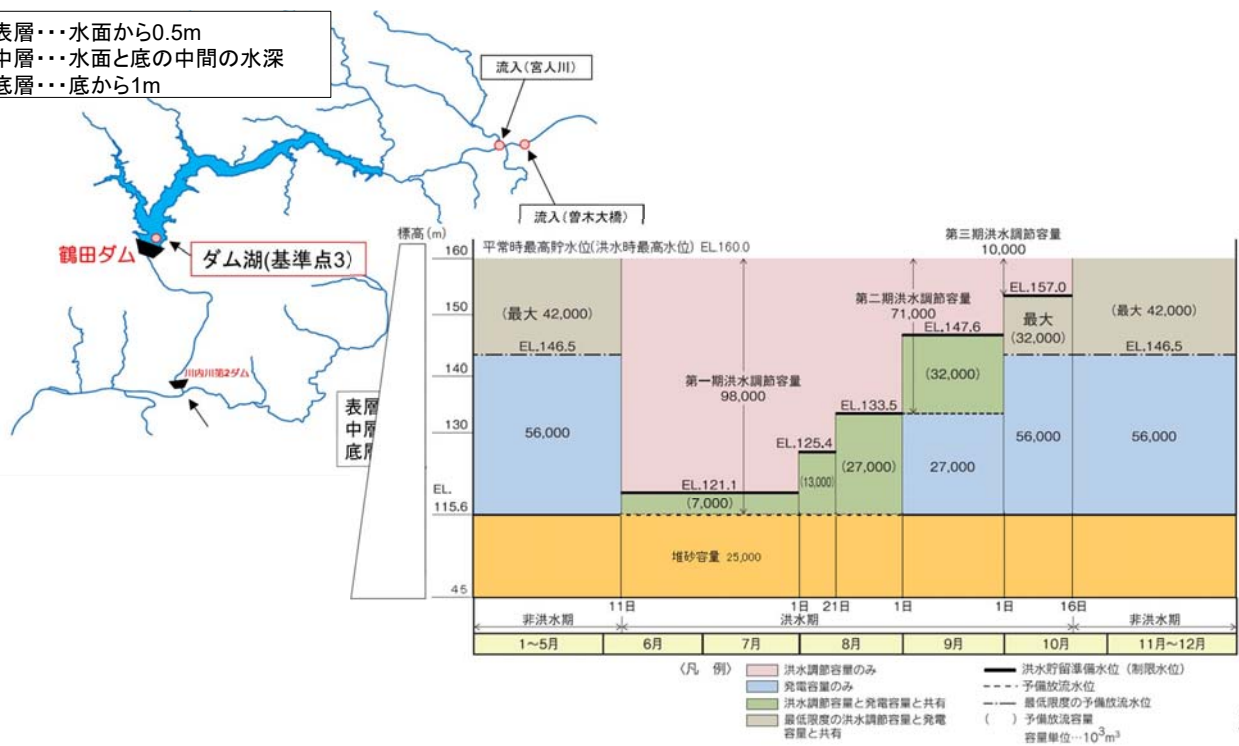 表層・・・水面から0.5m
中層・・・水面と底の中間の水深
底層・・・底から1m
流入(宮人川)
流入(曽木大橋)
鶴田ダム
ダム湖(基準点3)
川内川第2ダム
表層
中層
底層
標高(m)
160
150
140
130
EL.
115.6
45
平常時最高貯水位(洪水時最高水位) EL160.0
第三期洪水調節容量
10,000
EL.157.0
第二期洪水調節容量
71,000
EL.147.6
(最大 42,000)
最大
(32,000)
(最大 42,000)
EL.146.5
EL.146.5
(32,000)
第一期洪水調節容量
98,000
EL.133.5
EL.125.4
56,000
(27,000)
27,000
56,000
56,000
EL.121.1
(7,000)
(13,000)
堆砂容量 25,000
11日
1日
21日
1日
1日
16日
非洪水期
洪水期
非洪水期
1~5月
6月
7月
8月
9月
10月
11月~12月
〈凡 例〉
洪水調節容量のみ
発電容量のみ
洪水調節容量と発電容量と共有
最低限度の洪水調節容量と発電
容量と共有
洪水貯留準備水位(制限水位)
予備放流水位
最低限度の予備放流水位
( ) 予備放流容量
容量単位…10³m³